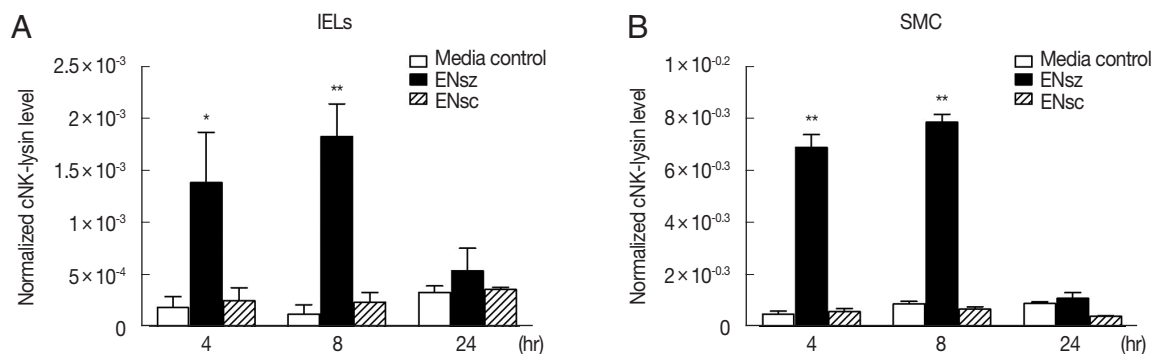 A
IELs
Normalized cNK-lysin level
2.5 × 10⁻³
2 × 10⁻³
1.5 × 10⁻³
1 × 10⁻³
5 × 10⁻⁴
0
Media control
ENsz
ENsc
*
**
4 8 24 (hr)
B
SMC
Normalized cNK-lysin level
1 × 10⁻⁰·²
8 × 10⁻⁰·³
6 × 10⁻⁰·³
4 × 10⁻⁰·³
2 × 10⁻⁰·³
0
Media control
ENsz
ENsc
**
**
4 8 24 (hr)